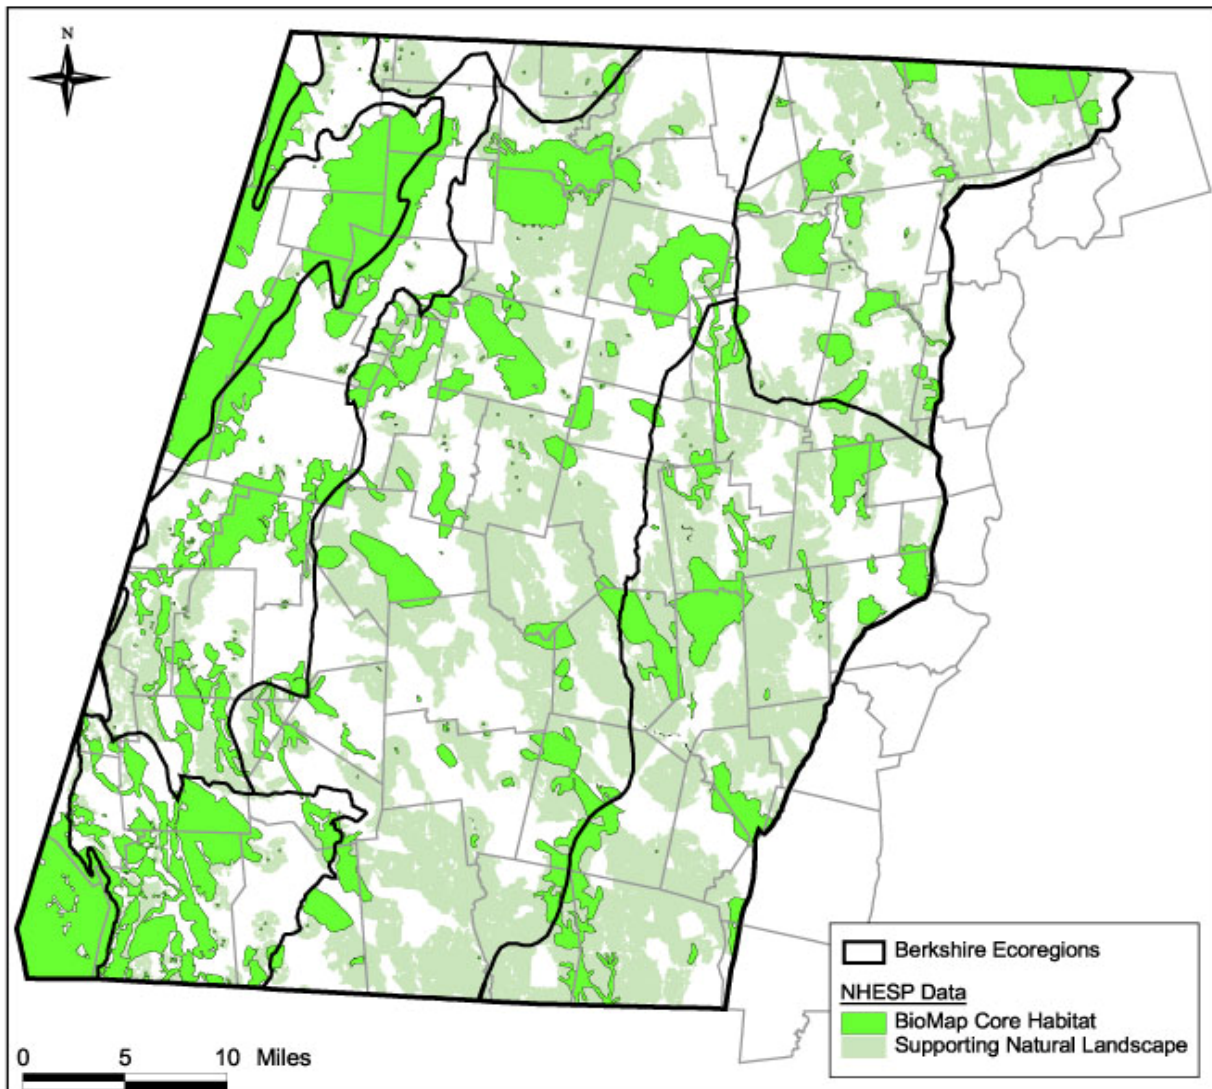 N
Berkshire Ecoregions
NHESP Data
BioMap Core Habitat
Supporting Natural Landscape
0 5 10 Miles